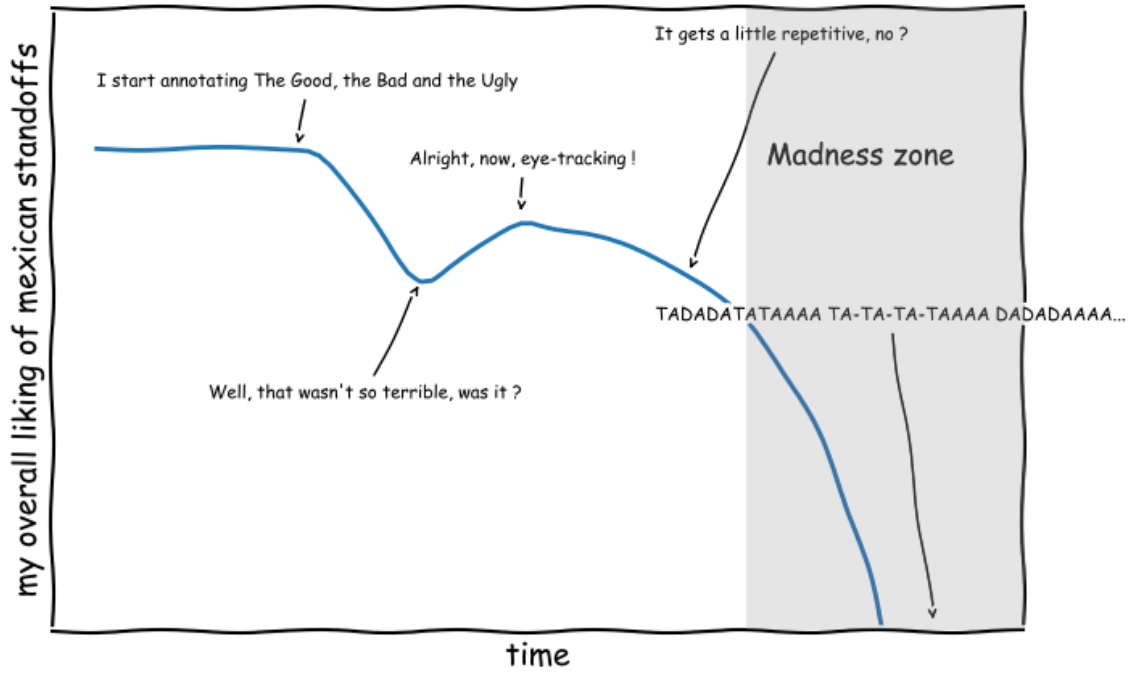 It gets a little repetitive, no ?
I start annotating The Good, the Bad and the Ugly
Alright, now, eye-tracking !
Madness zone
TADADATATATAAAA TA-TA-TA-TAAAA DADADAAAA...
Well, that wasn't so terrible, was it ?
my overall liking of mexican standoffs
time